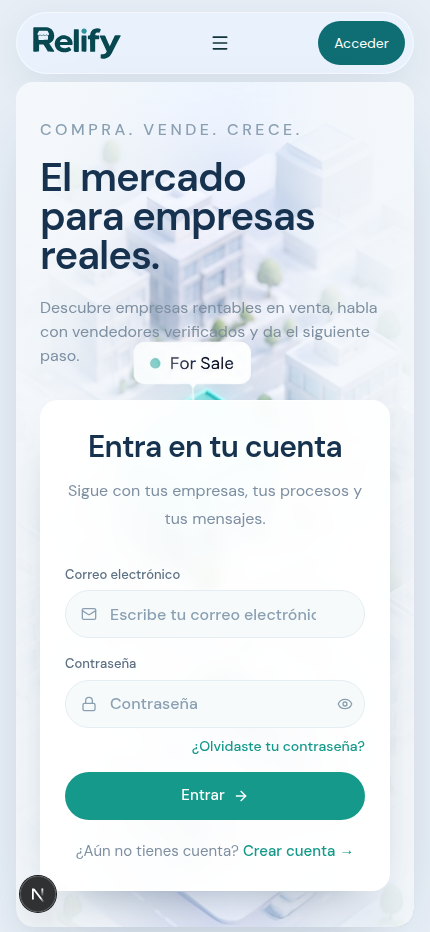 Relify
Acceder
COMPRA. VENDE. CRECE.
El mercado
para empresas
reales.
Descubre empresas rentables en venta, habla
con vendedores verificados y da el siguiente
paso.
For Sale
Entra en tu cuenta
Sigue con tus empresas, tus procesos y
tus mensajes.
Correo electrónico
Escribe tu correo electrónic
Contraseña
Contraseña
¿Olvidaste tu contraseña?
Entrar →
¿Aún no tienes cuenta? Crear cuenta →
N